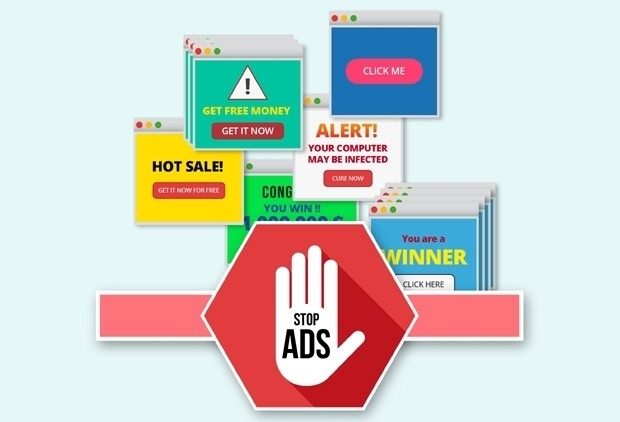 CLICK ME
!
GET FREE MONEY
GET IT NOW
ALERT!
YOUR COMPUTER
MAY BE INFECTED
CURE NOW
HOT SALE!
GET IT NOW FOR FREE
YOU WIN !!
You are a
WINNER
CLICK HERE
STOP
ADS